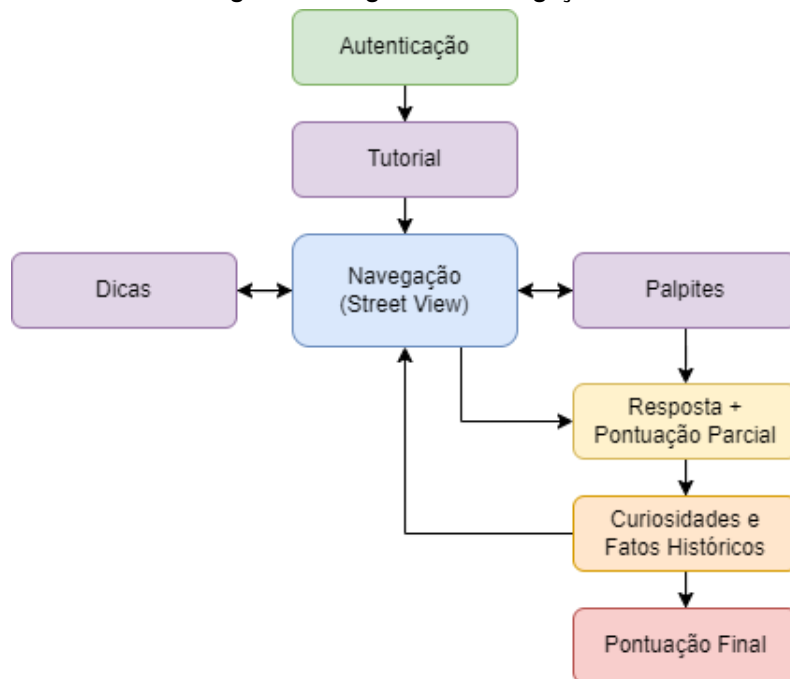 Autenticação
Tutorial
Dicas
Navegação
(Street View)
Palpites
Resposta +
Pontuação Parcial
Curiosidades e
Fatos Históricos
Pontuação Final